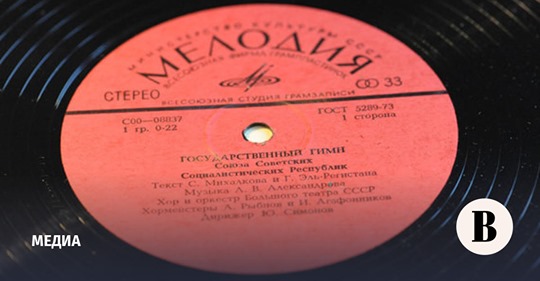 МИНИСТЕРСТВО КУЛЬТУРЫ СССР
МЕЛОДИЯ
ВСЕСОЮЗНАЯ ФИРМА ГРАМПЛАСТИНОК
СТЕРЕО
33
ВСЕСОЮЗНАЯ СТУДИЯ ГРАМЗАПИСИ
С00—08837
ГОСТ 5289-73
1 гр. 0-22
1 сторона
ГОСУДАРСТВЕННЫЙ ГИМН
Союза Советских
Социалистических Республик
Текст С. Михалкова и Г. Эль-Регистана
Музыка А. В. Александрова
Хор и оркестр Большого театра СССР
Хормейстеры А. Рыбнов и И. Агафонников
Дирижер Ю. Симонов
МЕДИА
В